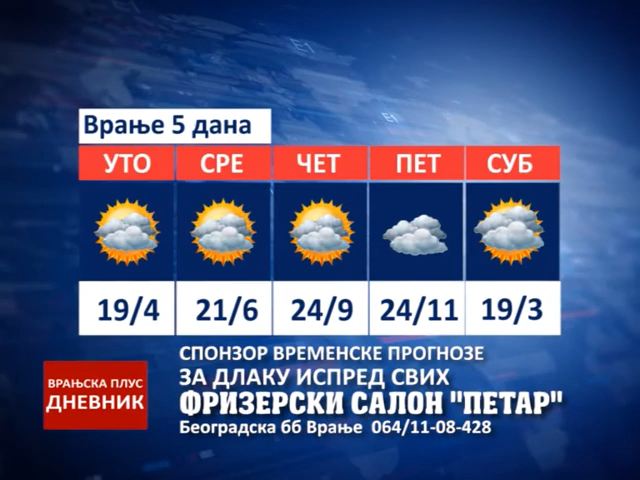 Врање 5 дана
УТО СРЕ ЧЕТ ПЕТ СУБ
19/4 21/6 24/9 24/11 19/3
СПОНЗОР ВРЕМЕНСКЕ ПРОГНОЗЕ
ЗА ДЛАКУ ИСПРЕД СВИХ
ВРАЊСКА ПЛУС
ДНЕВНИК
ФРИЗЕРСКИ САЛОН "ПЕТАР"
Београдска бб Врање 064/11-08-428